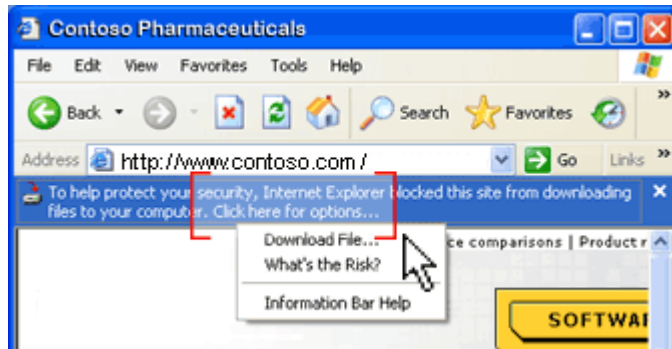 Contoso Pharmaceuticals
File Edit View Favorites Tools Help
Back Search Favorites »
Address http://www.contoso.com/ Go Links »
To help protect your security, Internet Explorer blocked this site from downloading
files to your computer. Click here for options...
Download File... ce comparisons | Product r
What's the Risk?
Information Bar Help
SOFTWAR